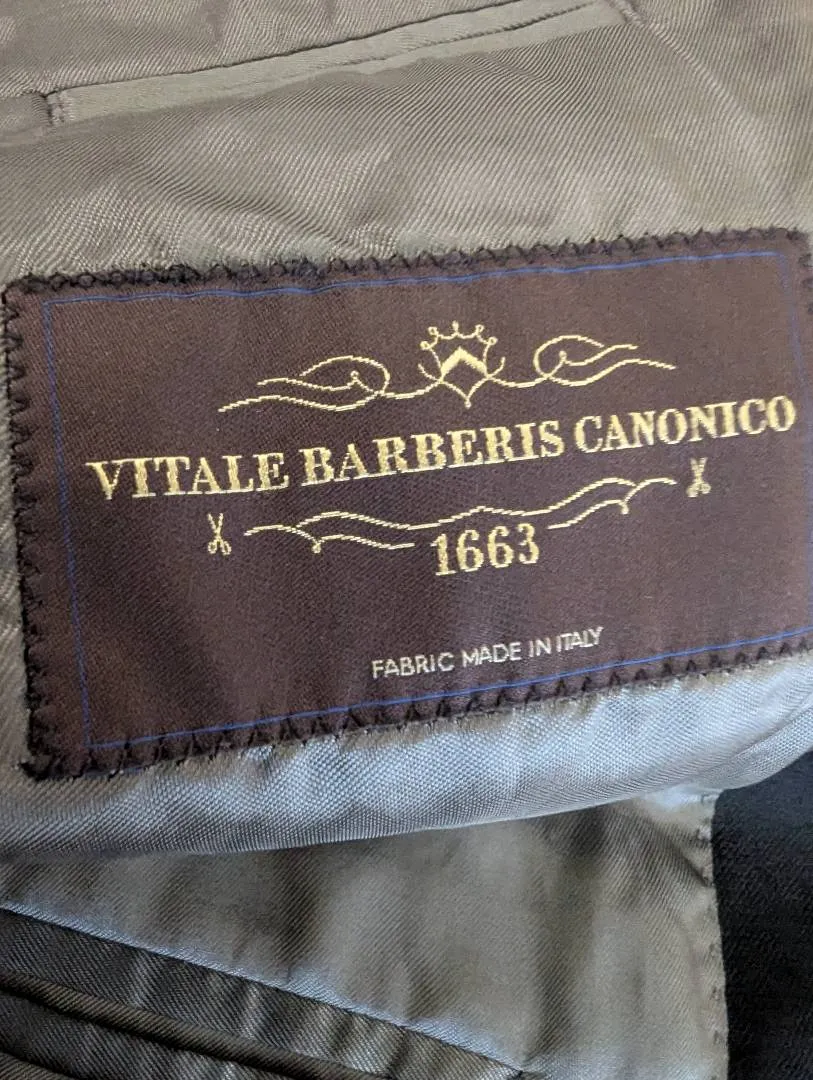 VITALE BARBERIS CANONICO
1663
FABRIC MADE IN ITALY